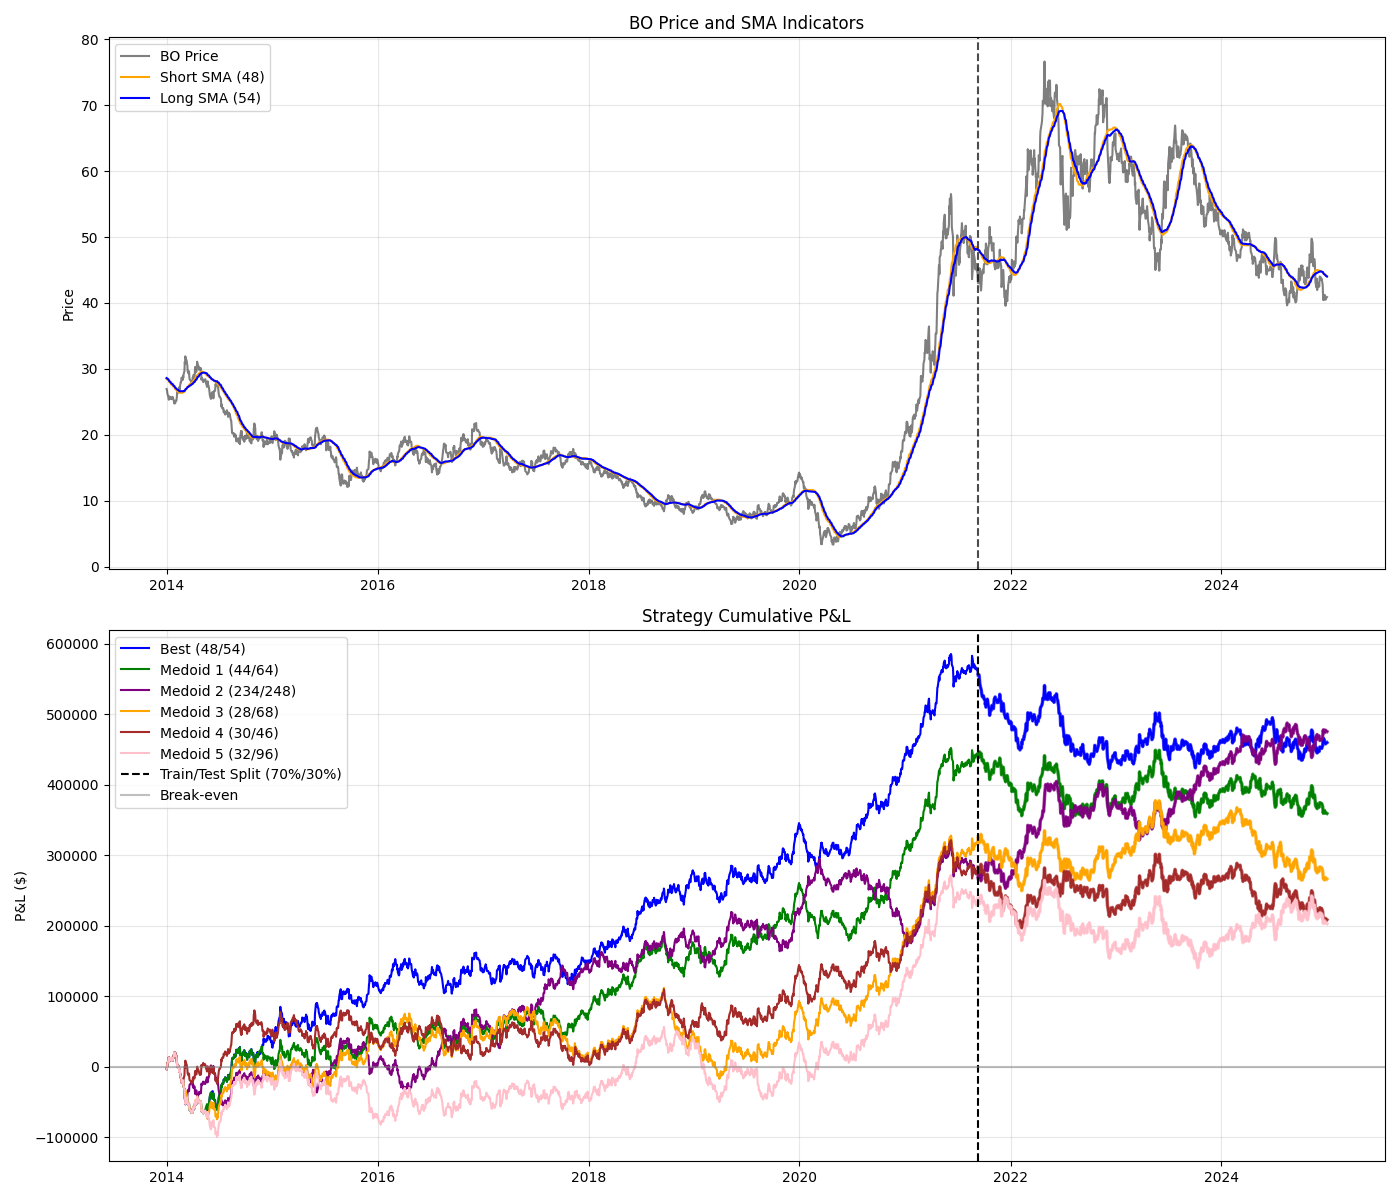 BO Price and SMA Indicators
BO Price
Short SMA (48)
Long SMA (54)
80
70
60
50
40
30
20
10
0
Price
2014
2016
2018
2020
2022
2024
Strategy Cumulative P&L
Best (48/54)
Medoid 1 (44/64)
Medoid 2 (234/248)
Medoid 3 (28/68)
Medoid 4 (30/46)
Medoid 5 (32/96)
Train/Test Split (70%/30%)
Break-even
600000
500000
400000
300000
200000
100000
0
−100000
P&L ($)
2014
2016
2018
2020
2022
2024